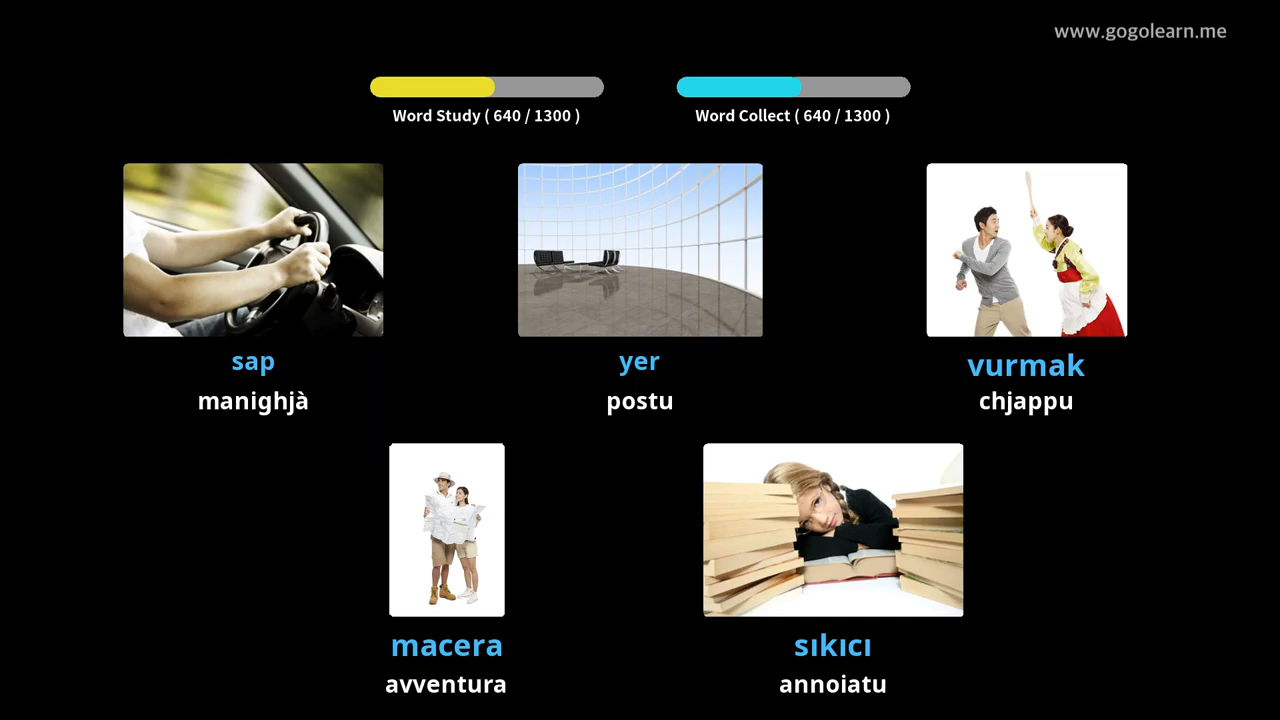 www.gogolearn.me
Word Study ( 640 / 1300 )
Word Collect ( 640 / 1300 )
sap
manighjà
yer
postu
vurmak
chjappu
macera
avventura
sıkıcı
annoiatu